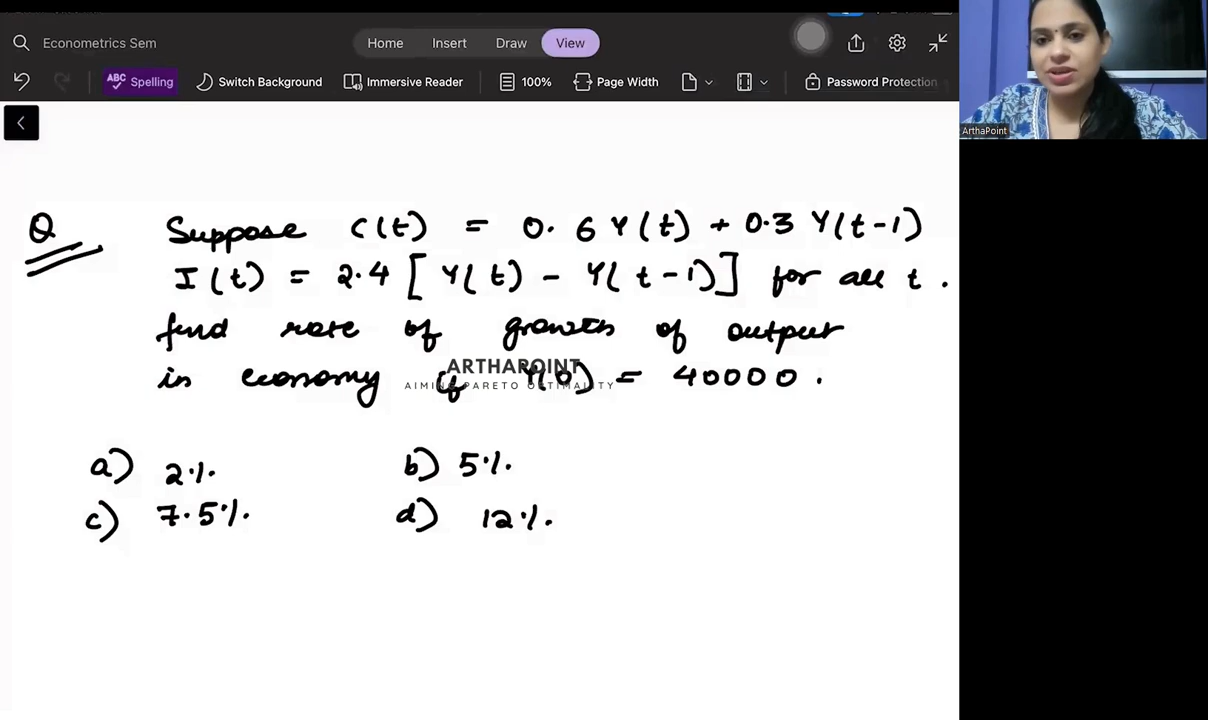 Econometrics Sem
Home Insert Draw View
ABC Spelling Switch Background Immersive Reader 100% Page Width Password Protection
ArthaPoint
Q Suppose C(t) = 0.6 Y(t) + 0.3 Y(t-1)
I(t) = 2.4 [Y(t) - Y(t-1)] for all t.
find rate of growth of output
ARTHAPOINT
in economy if Y(0) = 40000.
AIMING PARETO OPTIMALITY
a) 2%. b) 5%.
c) 7.5%. d) 12%.